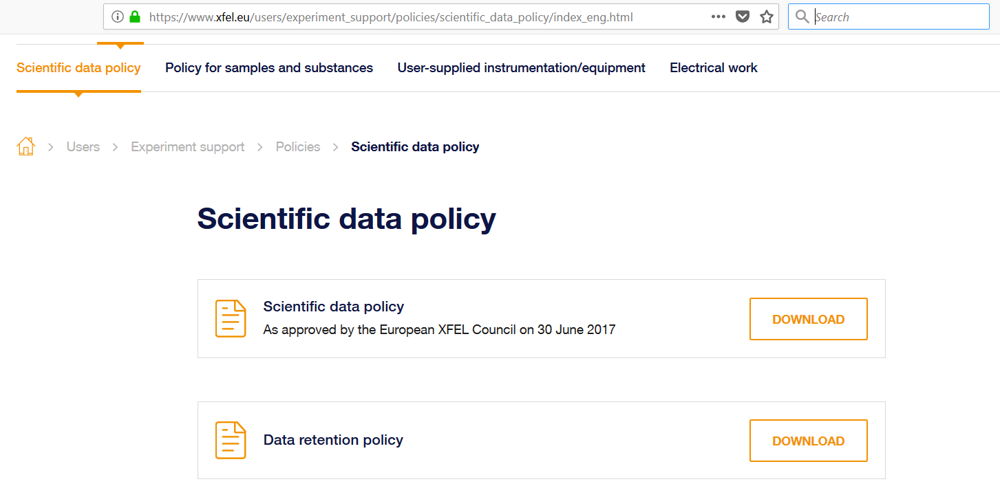 https://www.xfel.eu/users/experiment_support/policies/scientific_data_policy/index_eng.html Search
Scientific data policy Policy for samples and substances User-supplied instrumentation/equipment Electrical work
Users > Experiment support > Policies > Scientific data policy
Scientific data policy
Scientific data policy
As approved by the European XFEL Council on 30 June 2017
DOWNLOAD
Data retention policy
DOWNLOAD